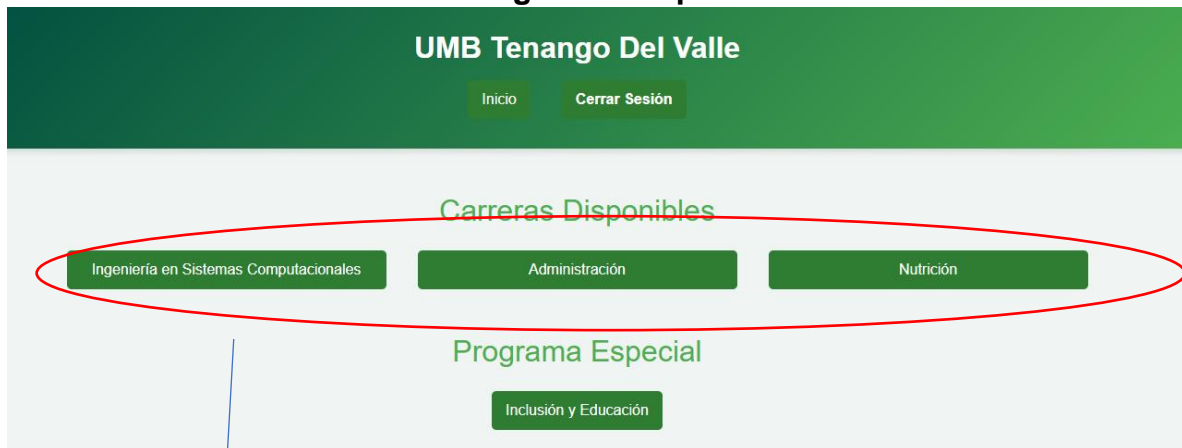 UMB Tenango Del Valle
Inicio Cerrar Sesión
Carreras Disponibles
Ingeniería en Sistemas Computacionales Administración Nutrición
Programa Especial
Inclusión y Educación